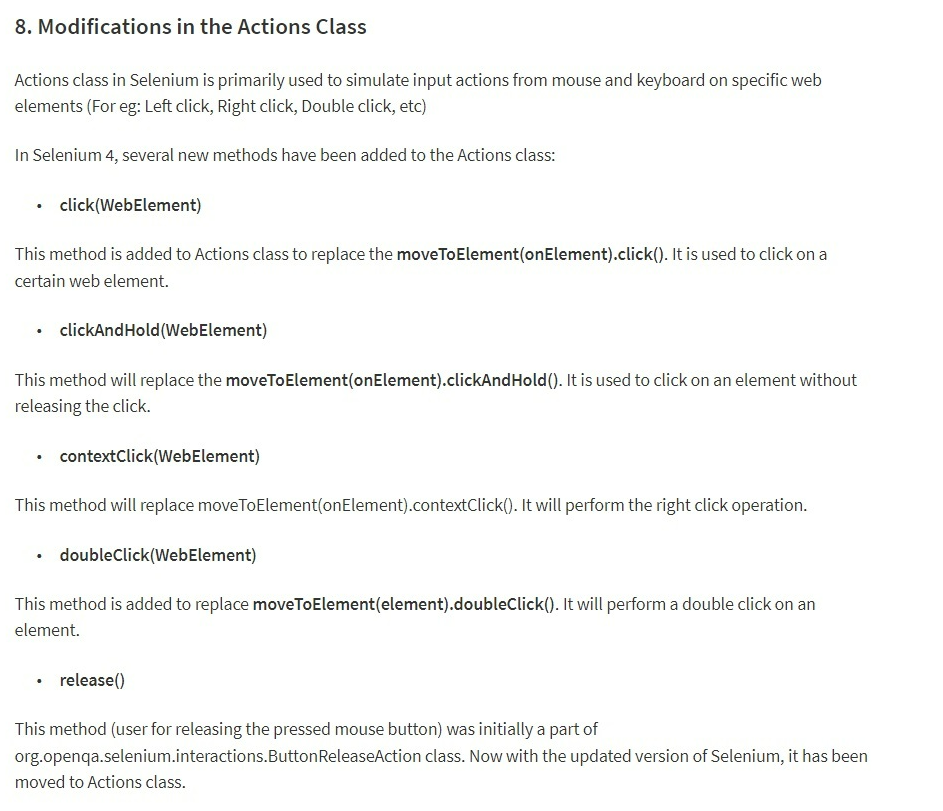 8. Modifications in the Actions Class
Actions class in Selenium is primarily used to simulate input actions from mouse and keyboard on specific web
elements (For eg: Left click, Right click, Double click, etc)
In Selenium 4, several new methods have been added to the Actions class:
• click(WebElement)
This method is added to Actions class to replace the moveToElement(onElement).click(). It is used to click on a
certain web element.
• clickAndHold(WebElement)
This method will replace the moveToElement(onElement).clickAndHold(). It is used to click on an element without
releasing the click.
• contextClick(WebElement)
This method will replace moveToElement(onElement).contextClick(). It will perform the right click operation.
• doubleClick(WebElement)
This method is added to replace moveToElement(element).doubleClick(). It will perform a double click on an
element.
• release()
This method (user for releasing the pressed mouse button) was initially a part of
org.openqa.selenium.interactions.ButtonReleaseAction class. Now with the updated version of Selenium, it has been
moved to Actions class.